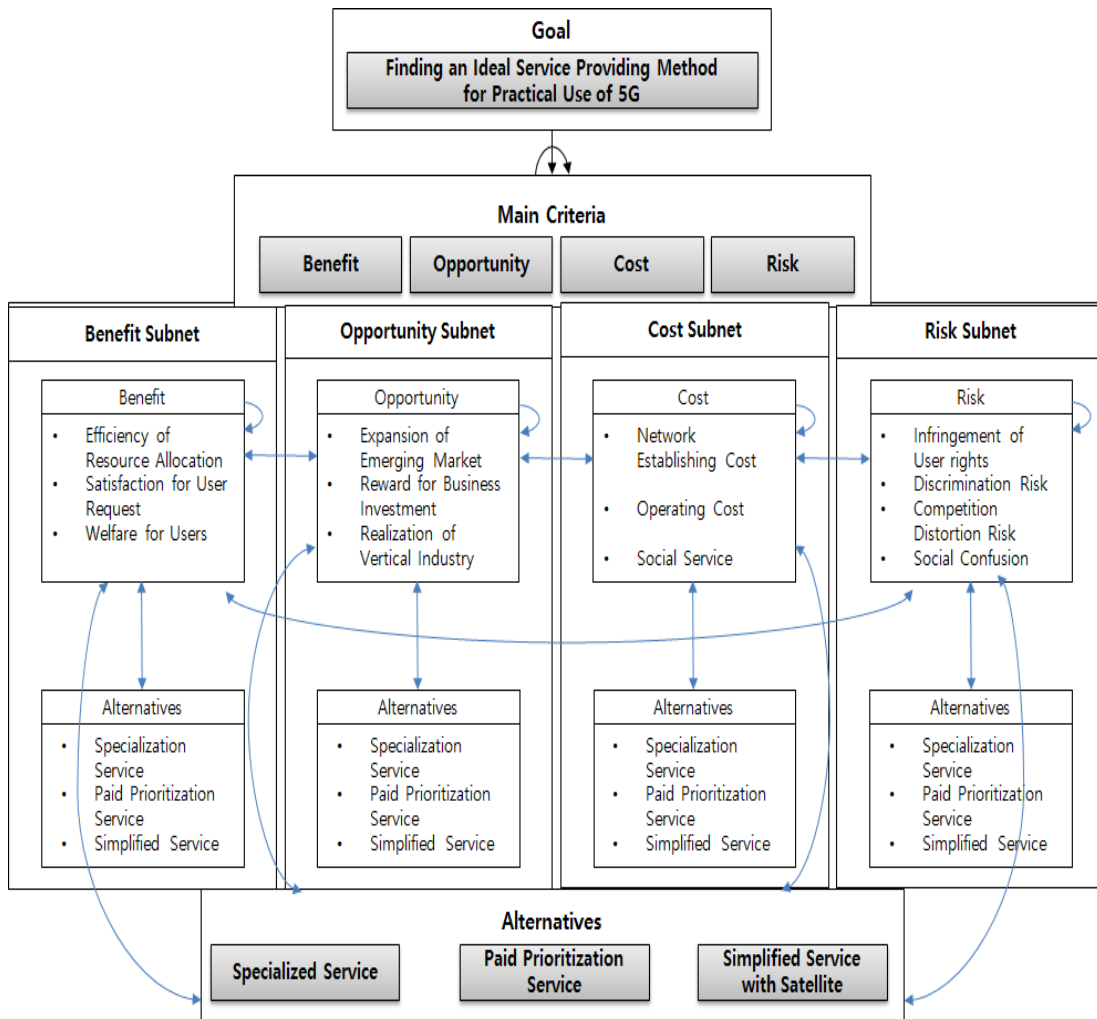 Goal
Finding an Ideal Service Providing Method
for Practical Use of 5G
Main Criteria
Benefit
Opportunity
Cost
Risk
Benefit Subnet
Benefit
• Efficiency of
Resource Allocation
• Satisfaction for User
Request
• Welfare for Users
Alternatives
• Specialization
Service
• Paid Prioritization
Service
• Simplified Service
Opportunity Subnet
Opportunity
• Expansion of
Emerging Market
• Reward for Business
Investment
• Realization of
Vertical Industry
Alternatives
• Specialization
Service
• Paid Prioritization
Service
• Simplified Service
Cost Subnet
Cost
• Network
Establishing Cost
• Operating Cost
• Social Service
Alternatives
• Specialization
Service
• Paid Prioritization
Service
• Simplified Service
Risk Subnet
Risk
• Infringement of
User rights
• Discrimination Risk
• Competition
Distortion Risk
• Social Confusion
Alternatives
• Specialization
Service
• Paid Prioritization
Service
• Simplified Service
Alternatives
Specialized Service
Paid Prioritization
Service
Simplified Service
with Satellite